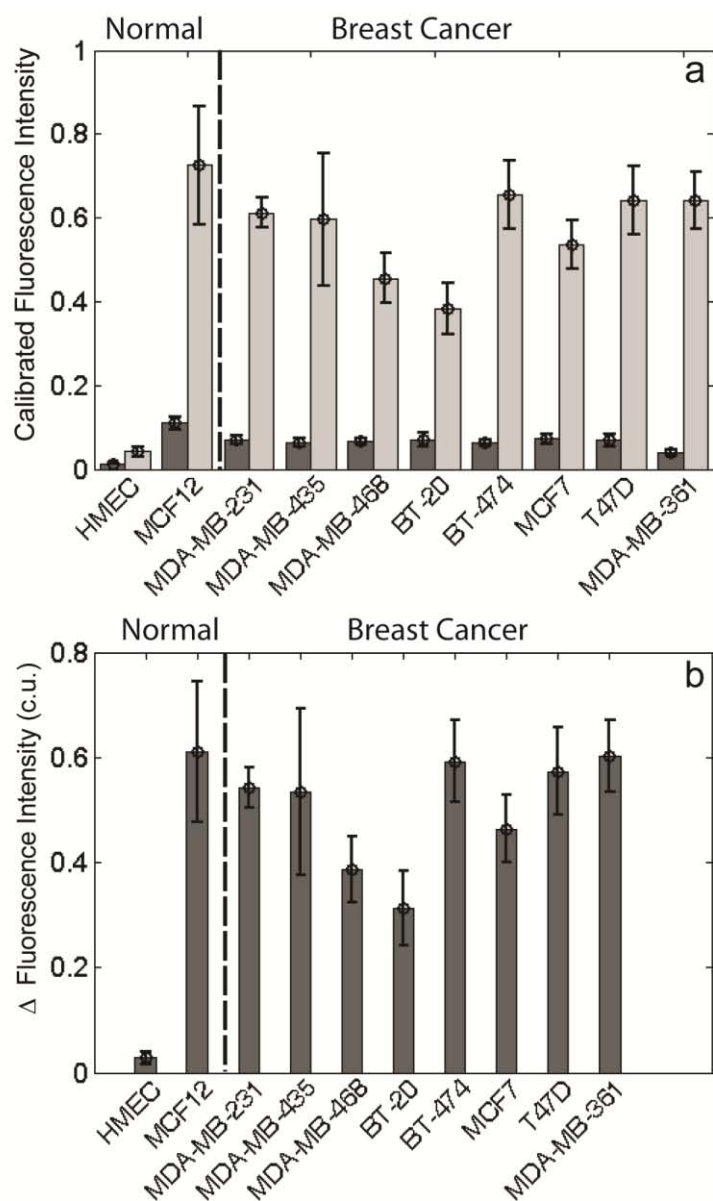 Normal Breast Cancer
a
Calibrated Fluorescence Intensity
1
0.8
0.6
0.4
0.2
0
HMEC
MCF12
MDA-MB-231
MDA-MB-435
MDA-MB-468
BT-20
BT-474
MCF7
T47D
MDA-MB-361
Normal Breast Cancer
b
Δ Fluorescence Intensity (c.u.)
0.8
0.6
0.4
0.2
0
HMEC
MCF12
MDA-MB-231
MDA-MB-435
MDA-MB-468
BT-20
BT-474
MCF7
T47D
MDA-MB-361